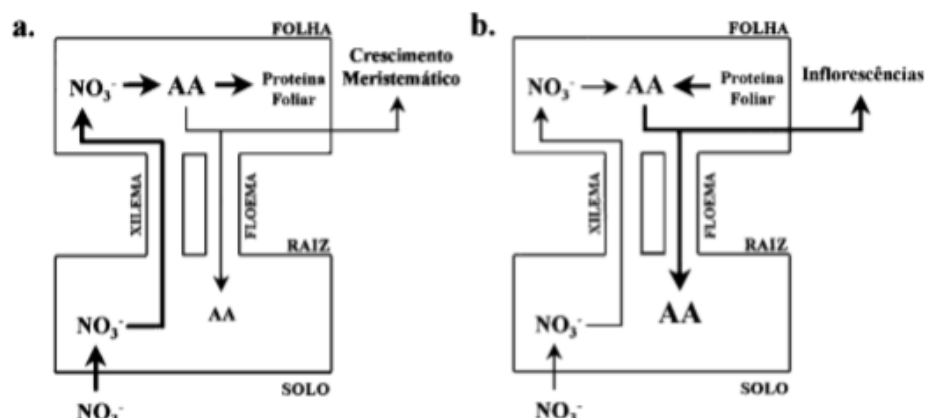 a.
FOLHA
Crescimento
Meristemático
NO₃⁻
AA
Proteína
Foliar
XILEMA
FLOEMA
RAIZ
AA
NO₃⁻
SOLO
NO₃⁻
b.
FOLHA
Inflorescências
NO₃⁻
AA
Proteína
Foliar
XILEMA
FLOEMA
RAIZ
AA
NO₃⁻
SOLO
NO₃⁻